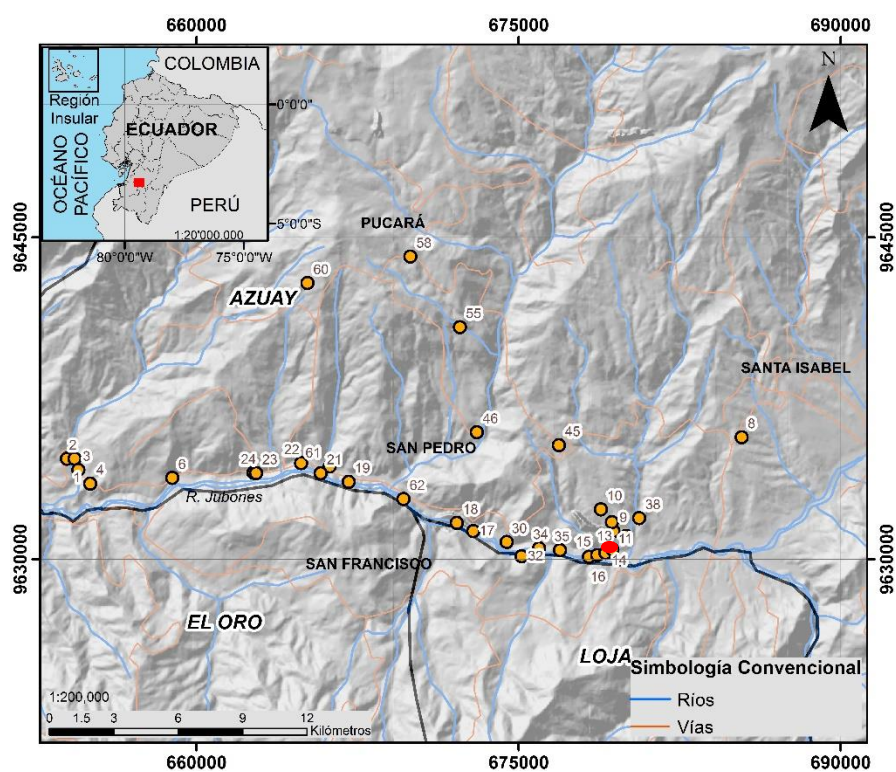 660000
675000
690000
COLOMBIA
Región
Insular
ECUADOR
OCÉANO
PACÍFICO
PERÚ
0°0'0"
5°0'0"S
1:20'000,000
80°0'0"W
75°0'0"W
N
9645000
9645000
PUCARÁ
58
60
AZUAY
55
SANTA ISABEL
46
8
45
SAN PEDRO
2
3
1
4
6
24
23
22
61
21
19
R. Jubones
62
10
38
9
18
17
30
34
35
15
13
11
32
14
16
9630000
9630000
SAN FRANCISCO
EL ORO
LOJA
Simbología Convencional
Ríos
Vías
1:200,000
0
1.5
3
6
9
12
Kilómetros
660000
675000
690000